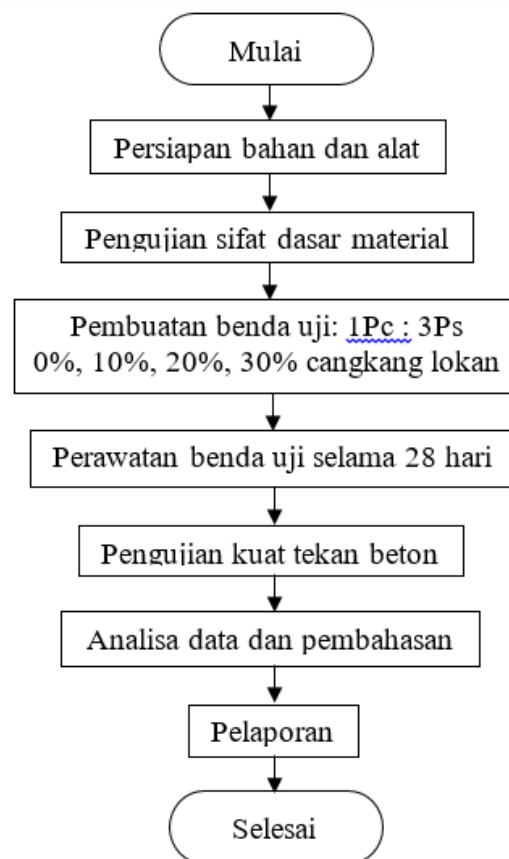 Mulai
Persiapan bahan dan alat
Pengujian sifat dasar material
Pembuatan benda uji: 1Pc : 3Ps
0%, 10%, 20%, 30% cangkang lokan
Perawatan benda uji selama 28 hari
Pengujian kuat tekan beton
Analisa data dan pembahasan
Pelaporan
Selesai